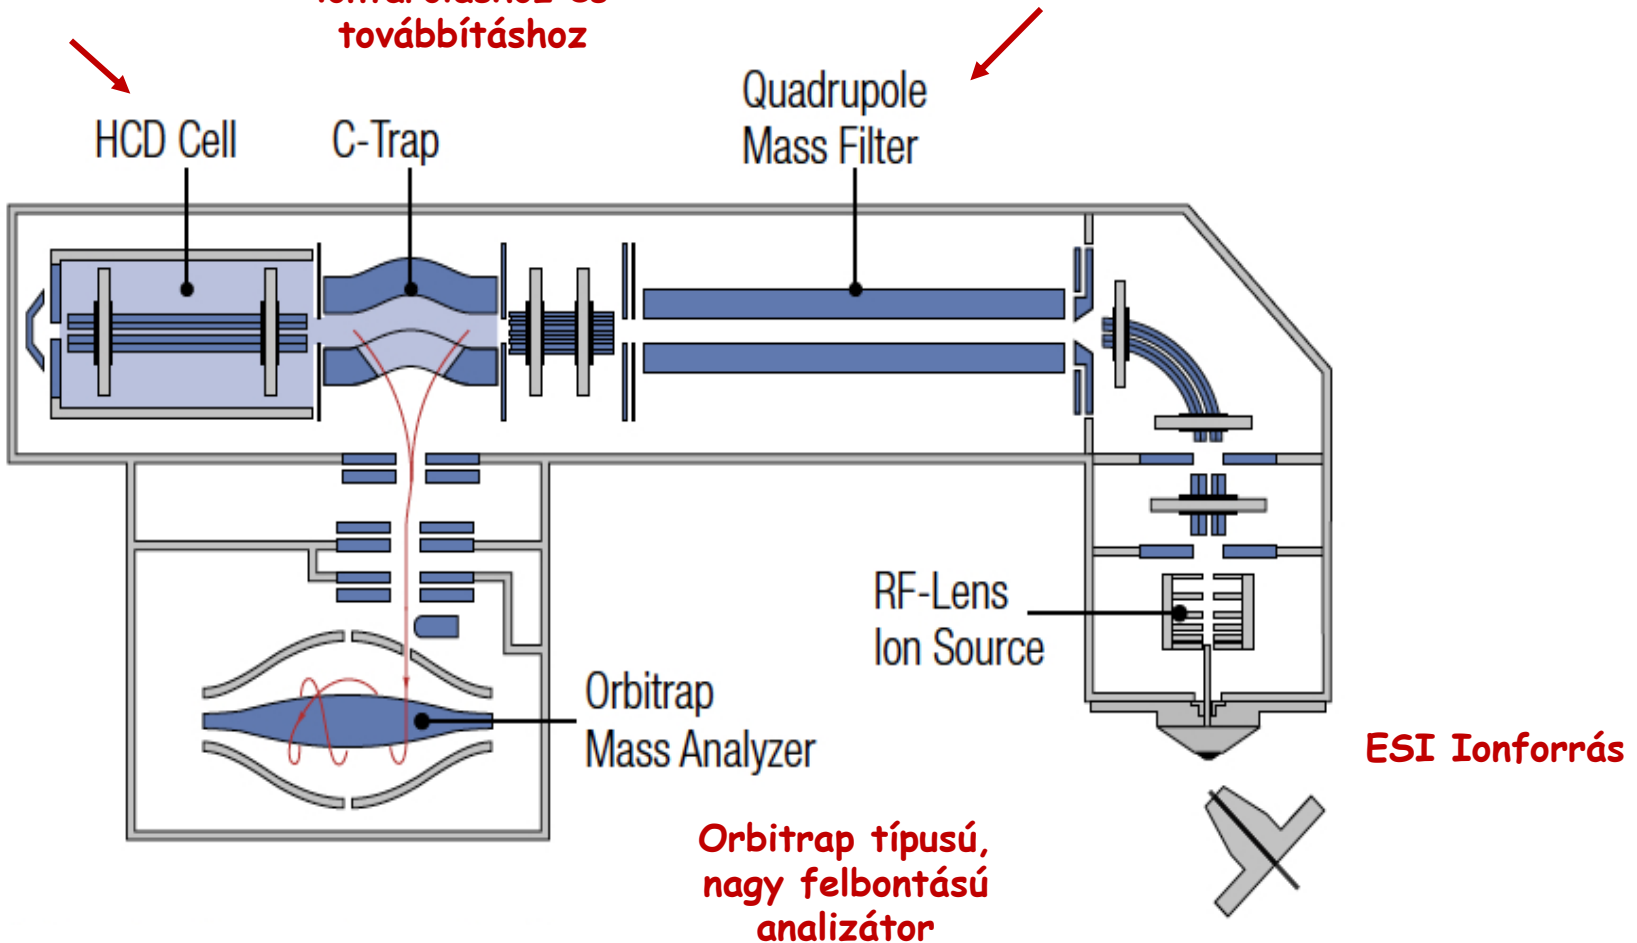 továbbításhoz
HCD Cell
C-Trap
Quadrupole
Mass Filter
RF-Lens
Ion Source
Orbitrap
Mass Analyzer
ESI Ionforrás
Orbitrap típusú,
nagy felbontású
analizátor